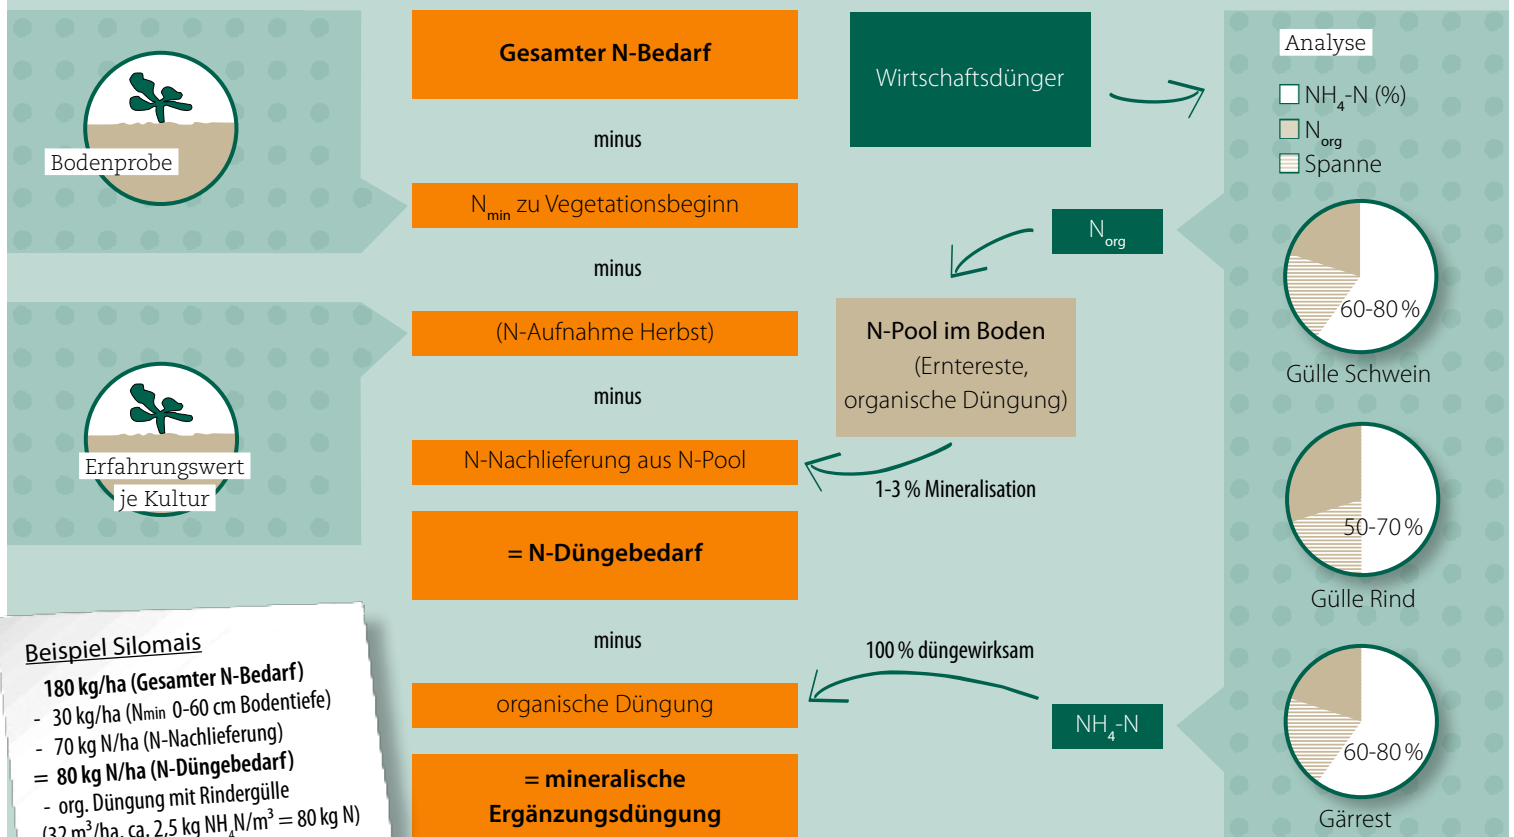 Gesamter N-Bedarf
minus
N_min zu Vegetationsbeginn
minus
(N-Aufnahme Herbst)
minus
N-Nachlieferung aus N-Pool
= N-Düngebedarf
minus
organische Düngung
= mineralische
Ergänzungsdüngung
Bodenprobe
Erfahrungswert
je Kultur
Beispiel Silomais
180 kg/ha (Gesamter N-Bedarf)
- 30 kg/ha (Nmin 0-60 cm Bodentiefe)
- 70 kg N/ha (N-Nachlieferung)
= 80 kg N/ha (N-Düngebedarf)
- org. Düngung mit Rindergülle
(32 m³/ha, ca. 2,5 kg NH₄N/m³ = 80 kg N)
Wirtschaftsdünger
N_org
N-Pool im Boden
(Erntereste,
organische Düngung)
1-3 % Mineralisation
100 % düngewirksam
NH₄-N
Analyse
NH₄-N (%)
N_org
Spanne
60-80 %
Gülle Schwein
50-70 %
Gülle Rind
60-80 %
Gärrest